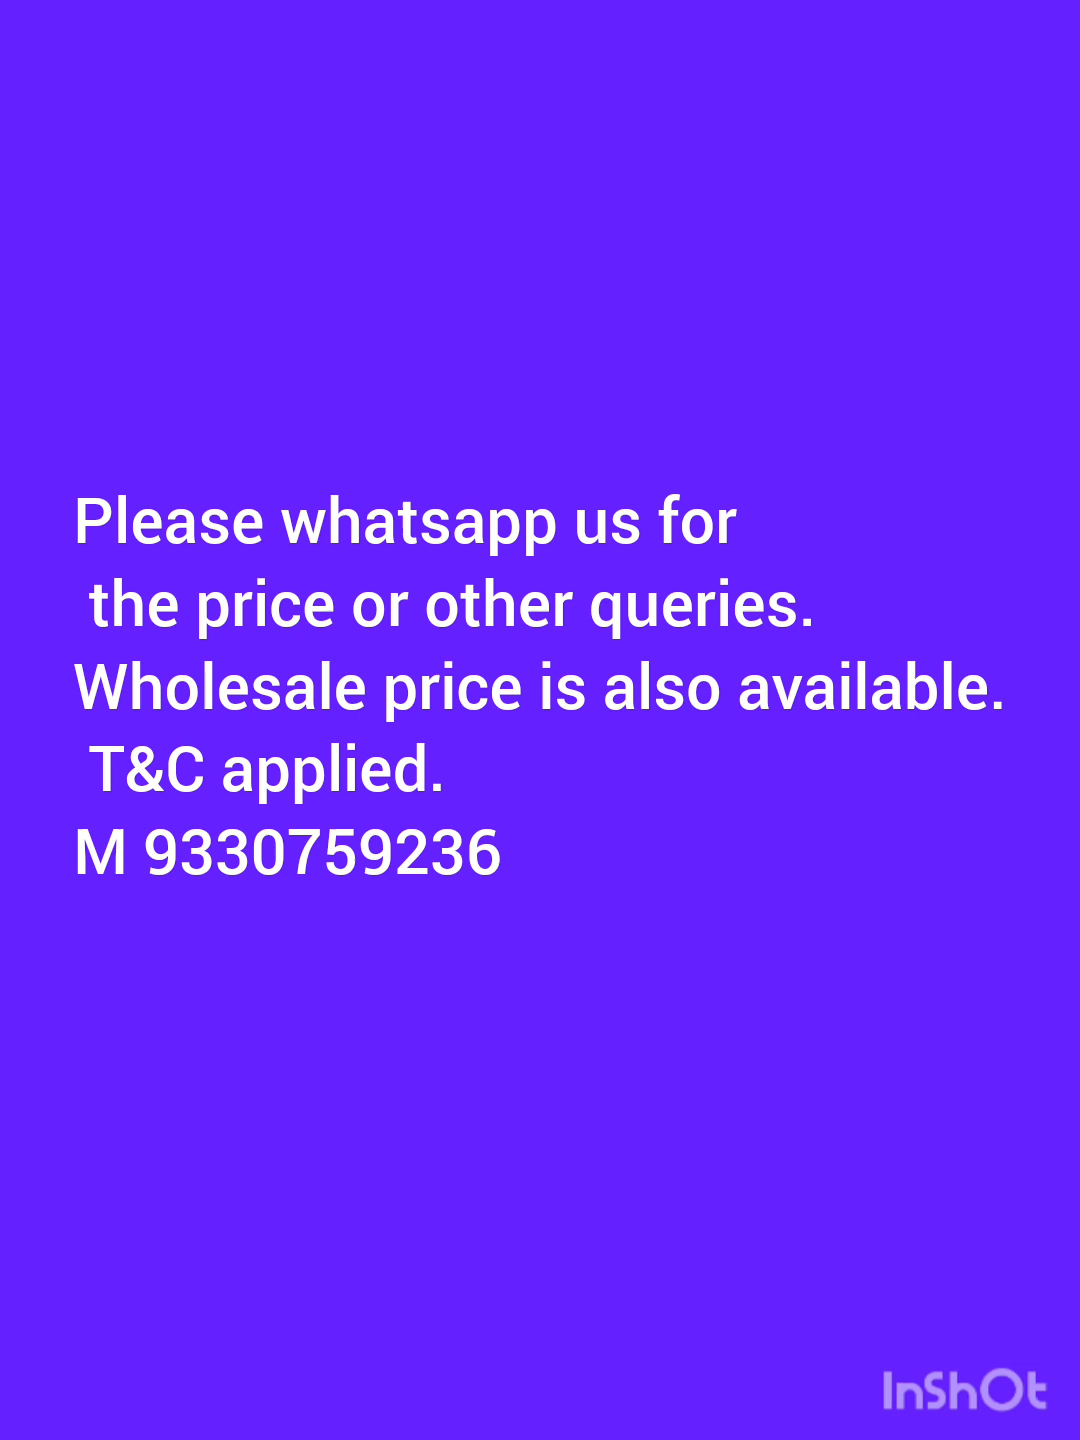 Please whatsapp us for
the price or other queries.
Wholesale price is also available.
T&C applied.
M 9330759236
InShOt